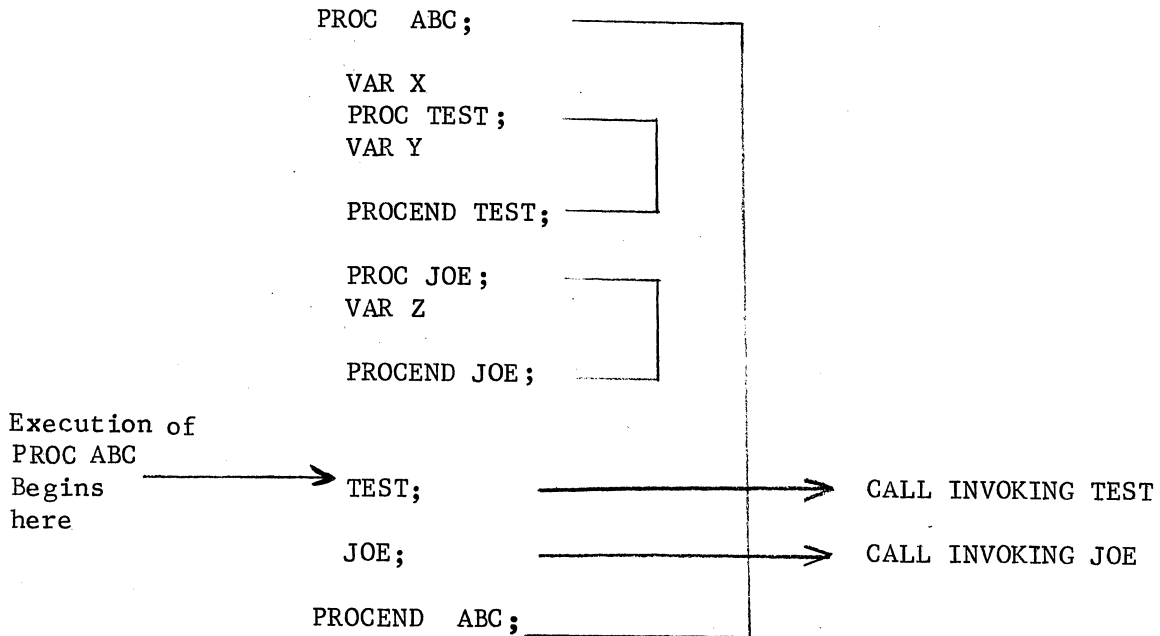 PROC ABC;
VAR X
PROC TEST;
VAR Y
PROCEND TEST;
PROC JOE;
VAR Z
PROCEND JOE;
Execution of
PROC ABC
Begins
here
TEST;
CALL INVOKING TEST
JOE;
CALL INVOKING JOE
PROCEND ABC;